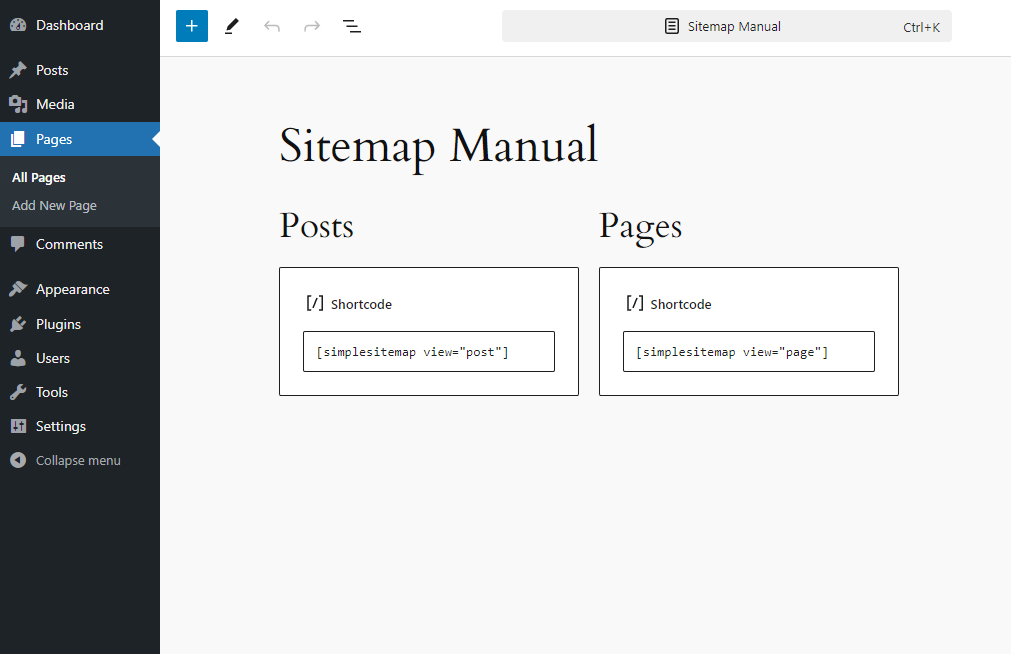 Dashboard
Posts
Media
Pages
All Pages
Add New Page
Comments
Appearance
Plugins
Users
Tools
Settings
Collapse menu
Sitemap Manual
Ctrl+K
Sitemap Manual
Posts
[/] Shortcode
[simplesitemap view="post"]
Pages
[/] Shortcode
[simplesitemap view="page"]